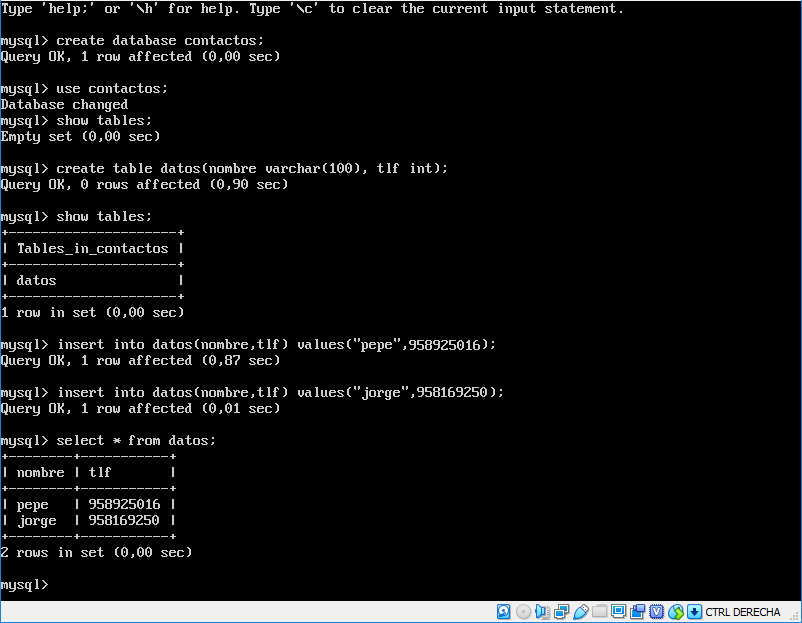 Type 'help;' or '\h' for help. Type '\c' to clear the current input statement.
mysql> create database contactos;
Query OK, 1 row affected (0,00 sec)
mysql> use contactos;
Database changed
mysql> show tables;
Empty set (0,00 sec)
mysql> create table datos(nombre varchar(100), tlf int);
Query OK, 0 rows affected (0,90 sec)
mysql> show tables;
+---------------------+
| Tables_in_contactos |
+---------------------+
| datos               |
+---------------------+
1 row in set (0,00 sec)
mysql> insert into datos(nombre,tlf) values("pepe",958925016);
Query OK, 1 row affected (0,87 sec)
mysql> insert into datos(nombre,tlf) values("jorge",958169250);
Query OK, 1 row affected (0,01 sec)
mysql> select * from datos;
+--------+-----------+
| nombre | tlf       |
+--------+-----------+
| pepe   | 958925016 |
| jorge  | 958169250 |
+--------+-----------+
2 rows in set (0,00 sec)
mysql>
CTRL DERECHA